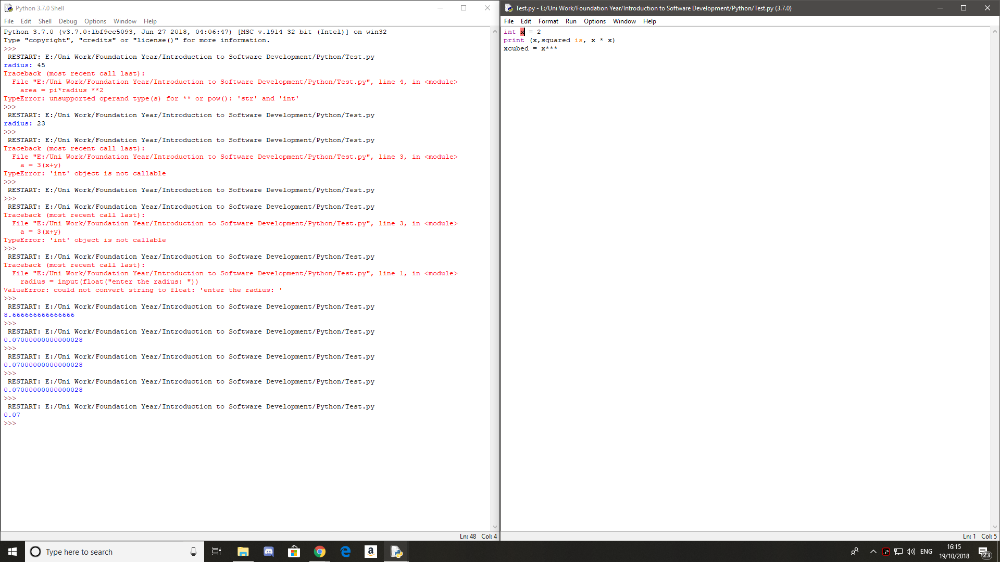 Python 3.7.0 Shell
File Edit Shell Debug Options Window Help
Python 3.7.0 (v3.7.0:1bf9cc5093, Jun 27 2018, 04:06:47) [MSC v.1914 32 bit (Intel)] on win32
Type "copyright", "credits" or "license()" for more information.
>>>
RESTART: E:/Uni Work/Foundation Year/Introduction to Software Development/Python/Test.py
radius: 45
Traceback (most recent call last):
File "E:/Uni Work/Foundation Year/Introduction to Software Development/Python/Test.py", line 4, in <module>
area = pi*radius **2
TypeError: unsupported operand type(s) for ** or pow(): 'str' and 'int'
>>>
RESTART: E:/Uni Work/Foundation Year/Introduction to Software Development/Python/Test.py
radius: 23
>>>
RESTART: E:/Uni Work/Foundation Year/Introduction to Software Development/Python/Test.py
Traceback (most recent call last):
File "E:/Uni Work/Foundation Year/Introduction to Software Development/Python/Test.py", line 3, in <module>
a = 3(x+y)
TypeError: 'int' object is not callable
>>>
RESTART: E:/Uni Work/Foundation Year/Introduction to Software Development/Python/Test.py
>>>
RESTART: E:/Uni Work/Foundation Year/Introduction to Software Development/Python/Test.py
Traceback (most recent call last):
File "E:/Uni Work/Foundation Year/Introduction to Software Development/Python/Test.py", line 3, in <module>
a = 3(x+y)
TypeError: 'int' object is not callable
>>>
RESTART: E:/Uni Work/Foundation Year/Introduction to Software Development/Python/Test.py
Traceback (most recent call last):
File "E:/Uni Work/Foundation Year/Introduction to Software Development/Python/Test.py", line 1, in <module>
radius = input(float("enter the radius: "))
ValueError: could not convert string to float: 'enter the radius: '
>>>
RESTART: E:/Uni Work/Foundation Year/Introduction to Software Development/Python/Test.py
8.666666666666666
>>>
RESTART: E:/Uni Work/Foundation Year/Introduction to Software Development/Python/Test.py
0.07000000000000028
>>>
RESTART: E:/Uni Work/Foundation Year/Introduction to Software Development/Python/Test.py
0.07000000000000028
>>>
RESTART: E:/Uni Work/Foundation Year/Introduction to Software Development/Python/Test.py
0.07000000000000028
>>>
RESTART: E:/Uni Work/Foundation Year/Introduction to Software Development/Python/Test.py
0.07
>>>
Ln: 48 Col: 4
Test.py - E:/Uni Work/Foundation Year/Introduction to Software Development/Python/Test.py (3.7.0)
File Edit Format Run Options Window Help
int x = 2
print (x,squared is, x * x)
xcubed = x***
Ln: 1 Col: 5
Type here to search
a
ENG
16:15
19/10/2018
23